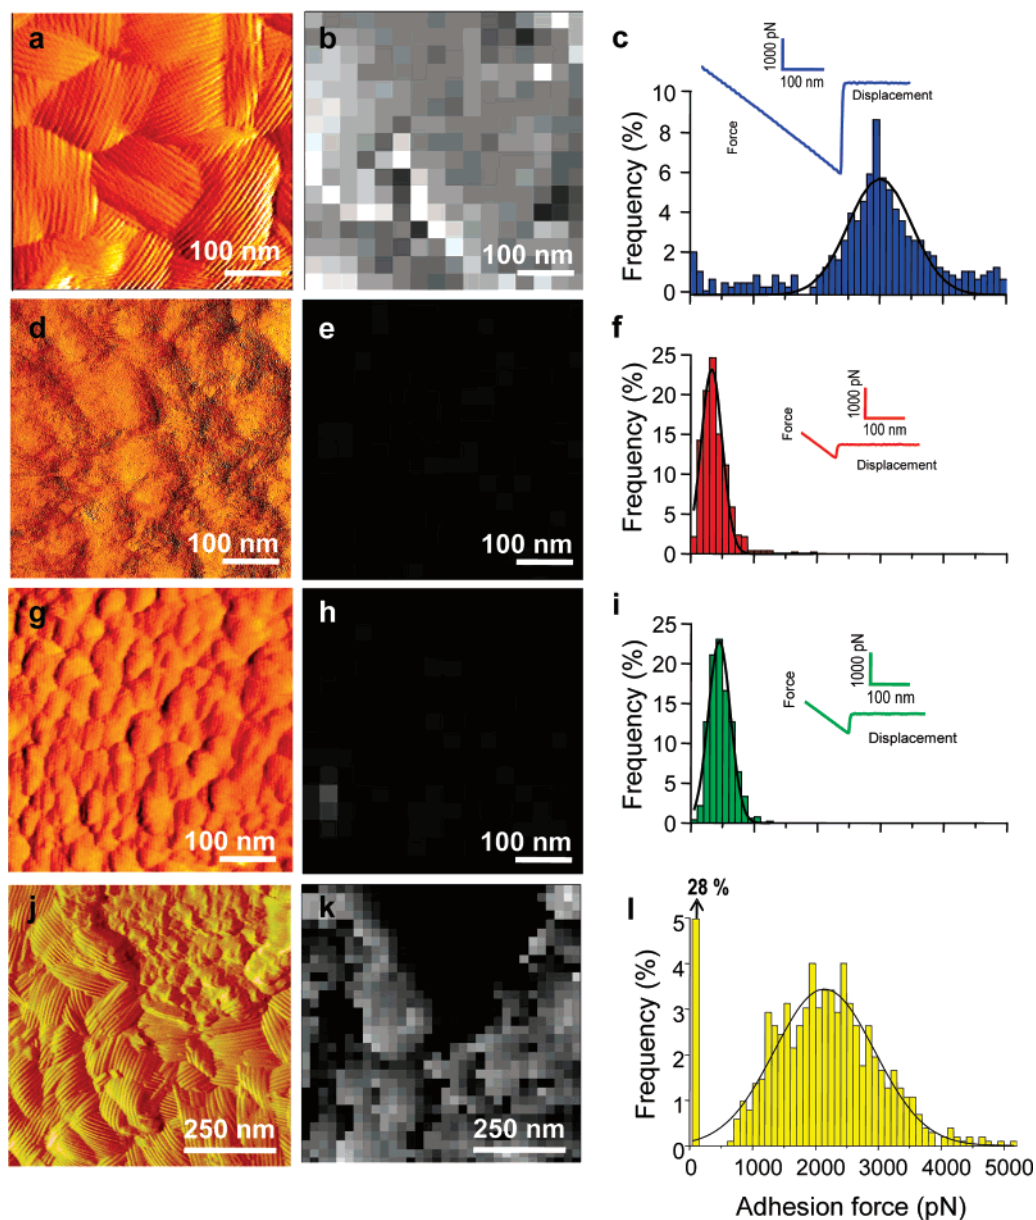 a
100 nm
b
100 nm
c
1000 pN
100 nm
Force
Displacement
Frequency (%)
10
8
6
4
2
0
d
100 nm
e
100 nm
f
1000 pN
100 nm
Force
Displacement
Frequency (%)
25
20
15
10
5
0
g
100 nm
h
100 nm
i
1000 pN
100 nm
Force
Displacement
Frequency (%)
25
20
15
10
5
0
j
250 nm
k
250 nm
l
28 %
Frequency (%)
5
4
3
2
1
0
0 1000 2000 3000 4000 5000
Adhesion force (pN)